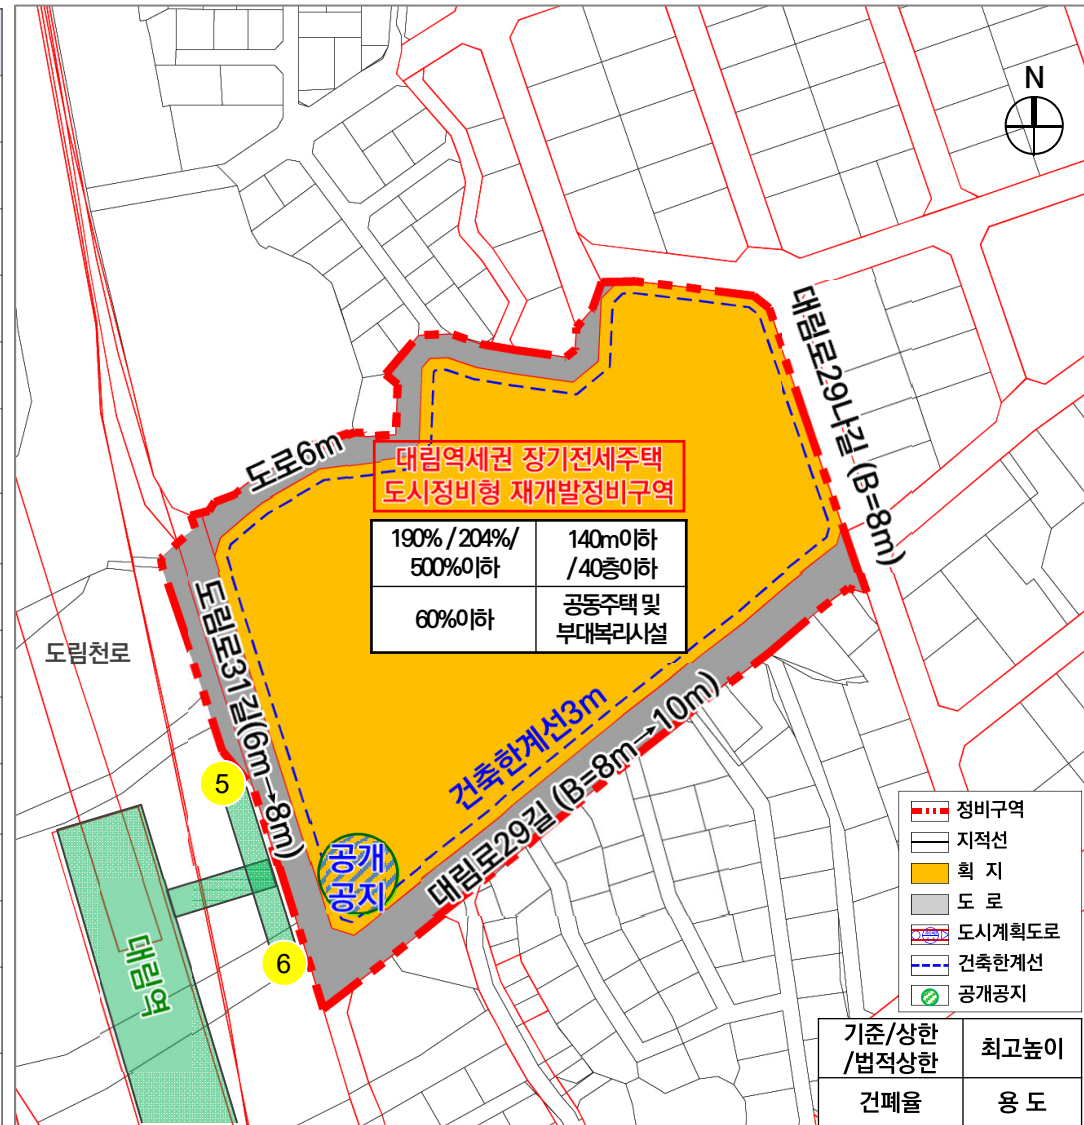 N
대림로29나길 (B=8m)
도로6m
대림역세권 장기전세주택
도시정비형 재개발정비구역
190% / 204%/
500%이하
140m이하
/ 40층이하
60%이하
공동주택 및
부대복리시설
도림로31길(6m→8m)
도림천로
건축한계선3m
대림로29길 (B=8m→10m)
5
공개
공지
6
대림역
정비구역
지적선
획 지
도 로
도시계획도로
건축한계선
공개공지
기준/상한
/법적상한
최고높이
건폐율
용 도